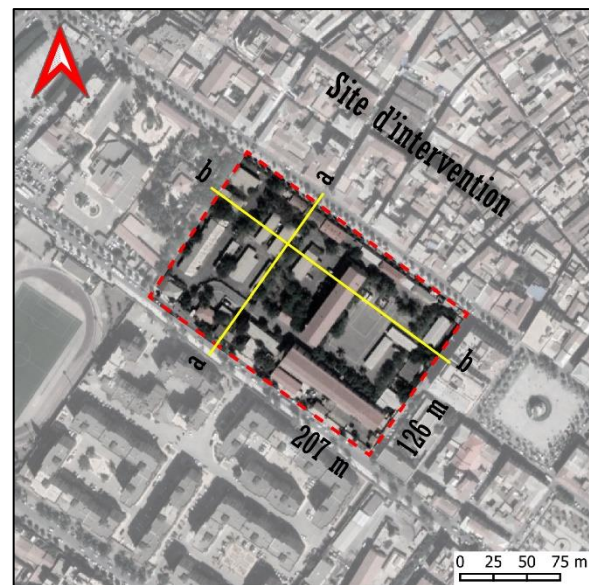 Site d'intervention
a
b
b
a
126 m
207 m
0 25 50 75 m